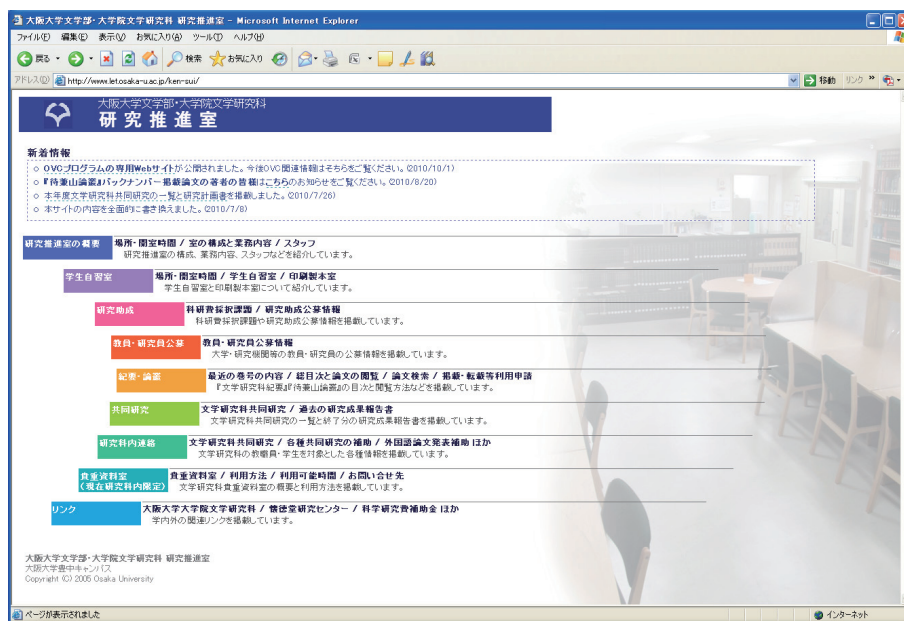 大阪大学文学部・大学院文学研究科 研究推進室 - Microsoft Internet Explorer
ファイル(F) 編集(E) 表示(V) お気に入り(A) ツール(T) ヘルプ(H)
戻る 検索 お気に入り
アドレス(D) http://www.let.osaka-u.ac.jp/ken-sui/ 移動 リンク »
大阪大学文学部・大学院文学研究科
研究推進室
新着情報
○ OVCプログラムの専用Webサイトが公開されました。今後OVC関連情報はそちらをご覧ください。(2010/10/1)
○ 『待兼山論叢』バックナンバー掲載論文の著者の皆様はこちらのお知らせをご覧ください。(2010/8/20)
○ 本年度文学研究科共同研究の一覧と研究計画書を掲載しました。(2010/7/26)
○ 本サイトの内容を全面的に書き換えました。(2010/7/8)
研究推進室の概要 場所・開室時間 / 室の構成と業務内容 / スタッフ
研究推進室の構成、業務内容、スタッフなどを紹介しています。
学生自習室 場所・開室時間 / 学生自習室 / 印刷製本室
学生自習室と印刷製本室について紹介しています。
研究助成 科研費採択課題 / 研究助成公募情報
科研費採択課題や研究助成公募情報を掲載しています。
教員・研究員公募 教員・研究員公募情報
大学・研究機関等の教員・研究員の公募情報を掲載しています。
紀要・論叢 最近の巻号の内容 / 総目次と論文の閲覧 / 論文検索 / 掲載・転載等利用申請
『文学研究科紀要』『待兼山論叢』の目次と閲覧方法などを掲載しています。
共同研究 文学研究科共同研究 / 過去の研究成果報告書
文学研究科共同研究の一覧と終了分の研究成果報告書を掲載しています。
研究科内連絡 文学研究科共同研究 / 各種共同研究の補助 / 外国語論文発表補助 ほか
文学研究科の教職員・学生を対象とした各種情報を掲載しています。
貴重資料室 貴重資料室 / 利用方法 / 利用可能時間 / お問い合せ先
(現在研究科内限定) 文学研究科貴重資料室の概要と利用方法を掲載しています。
リンク 大阪大学大学院文学研究科 / 懐徳堂研究センター / 科学研究費補助金 ほか
学内外の関連リンクを掲載しています。
大阪大学文学部・大学院文学研究科 研究推進室
大阪大学豊中キャンパス
Copyright (C) 2005 Osaka University
ページが表示されました インターネット